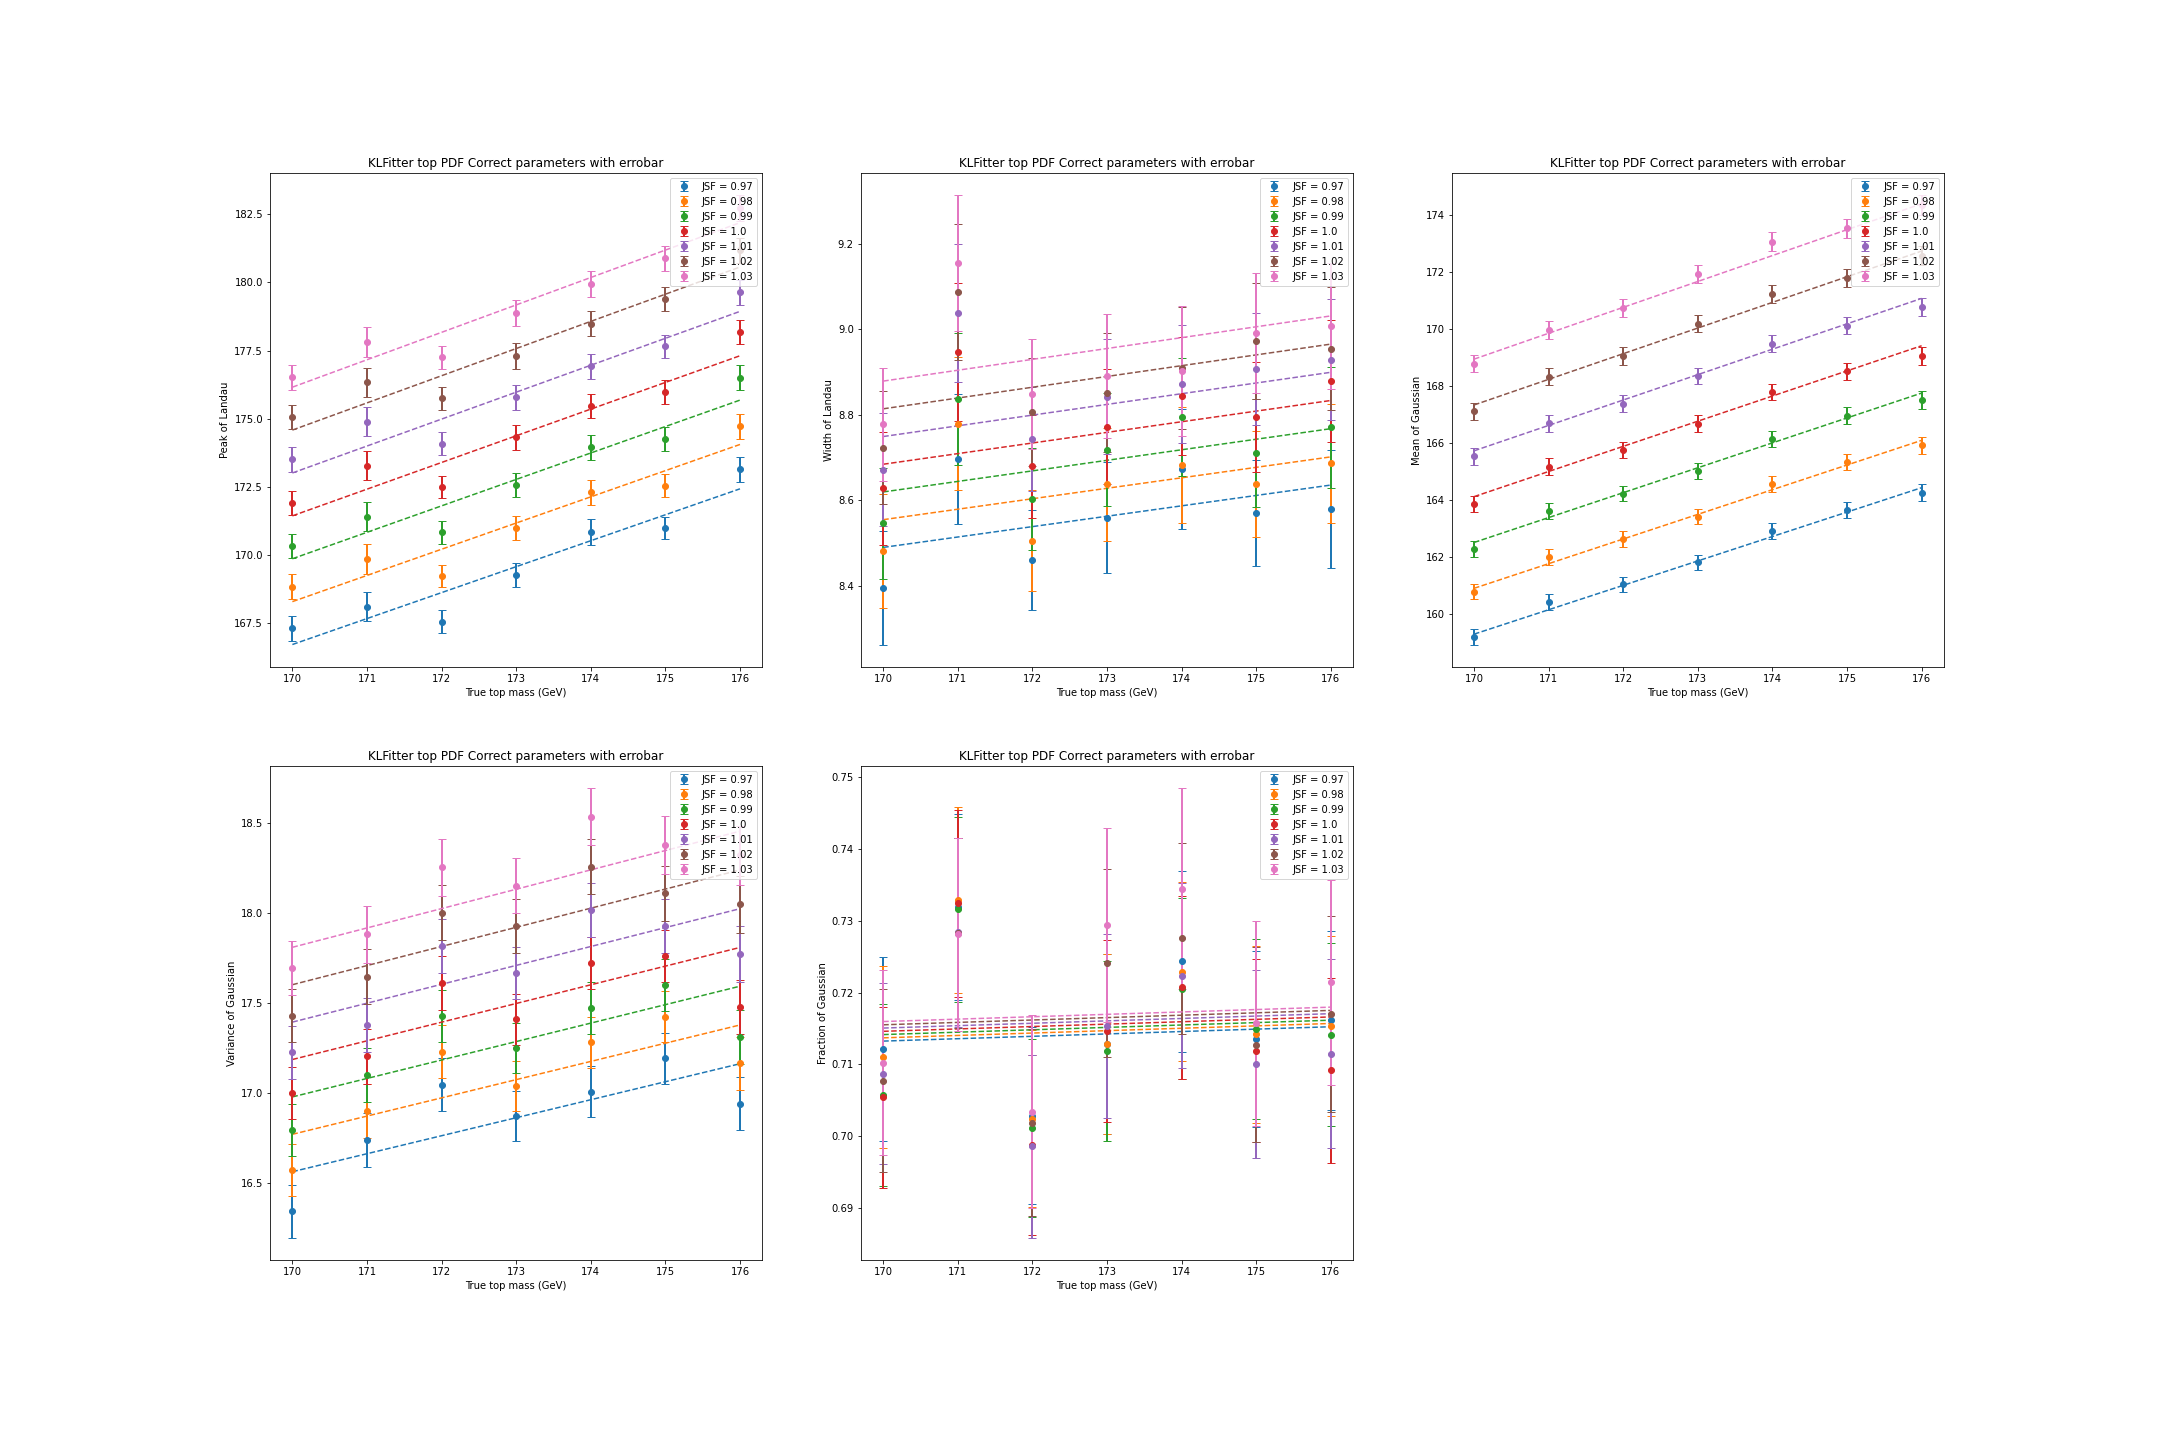 KLFitter top PDF Correct parameters with errobar
Peak of Landau
182.5
180.0
177.5
175.0
172.5
170.0
167.5
170 171 172 173 174 175 176
True top mass (GeV)
JSF = 0.97
JSF = 0.98
JSF = 0.99
JSF = 1.0
JSF = 1.01
JSF = 1.02
JSF = 1.03
KLFitter top PDF Correct parameters with errobar
Width of Landau
9.2
9.0
8.8
8.6
8.4
170 171 172 173 174 175 176
True top mass (GeV)
JSF = 0.97
JSF = 0.98
JSF = 0.99
JSF = 1.0
JSF = 1.01
JSF = 1.02
JSF = 1.03
KLFitter top PDF Correct parameters with errobar
Mean of Gaussian
174
172
170
168
166
164
162
160
170 171 172 173 174 175 176
True top mass (GeV)
JSF = 0.97
JSF = 0.98
JSF = 0.99
JSF = 1.0
JSF = 1.01
JSF = 1.02
JSF = 1.03
KLFitter top PDF Correct parameters with errobar
Variance of Gaussian
18.5
18.0
17.5
17.0
16.5
170 171 172 173 174 175 176
True top mass (GeV)
JSF = 0.97
JSF = 0.98
JSF = 0.99
JSF = 1.0
JSF = 1.01
JSF = 1.02
JSF = 1.03
KLFitter top PDF Correct parameters with errobar
Fraction of Gaussian
0.75
0.74
0.73
0.72
0.71
0.70
0.69
170 171 172 173 174 175 176
True top mass (GeV)
JSF = 0.97
JSF = 0.98
JSF = 0.99
JSF = 1.0
JSF = 1.01
JSF = 1.02
JSF = 1.03